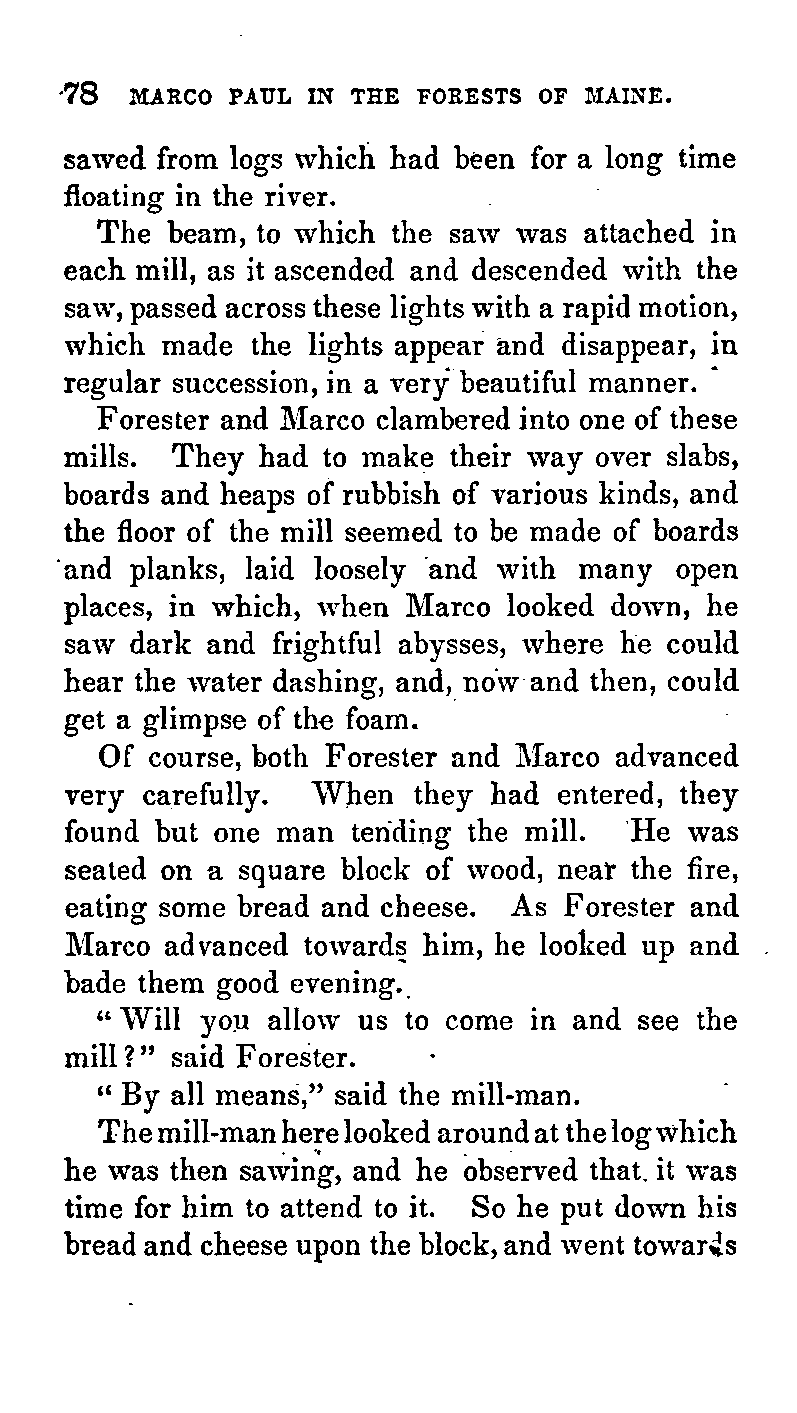 78 MARCO PAUL IN THE FORESTS OF MAINE.
sawed from logs which had been for a long time
floating in the river.
The beam, to which the saw was attached in
each mill, as it ascended and descended with the
saw, passed across these lights with a rapid motion,
which made the lights appear and disappear, in
regular succession, in a very beautiful manner.
Forester and Marco clambered into one of these
mills. They had to make their way over slabs,
boards and heaps of rubbish of various kinds, and
the floor of the mill seemed to be made of boards
and planks, laid loosely and with many open
places, in which, when Marco looked down, he
saw dark and frightful abysses, where he could
hear the water dashing, and, now and then, could
get a glimpse of the foam.
Of course, both Forester and Marco advanced
very carefully. When they had entered, they
found but one man tending the mill. He was
seated on a square block of wood, near the fire,
eating some bread and cheese. As Forester and
Marco advanced towards him, he looked up and
bade them good evening.
“Will you allow us to come in and see the
mill?” said Forester.
“By all means,” said the mill-man.
The mill-man here looked around at the log which
he was then sawing, and he observed that it was
time for him to attend to it. So he put down his
bread and cheese upon the block, and went towards